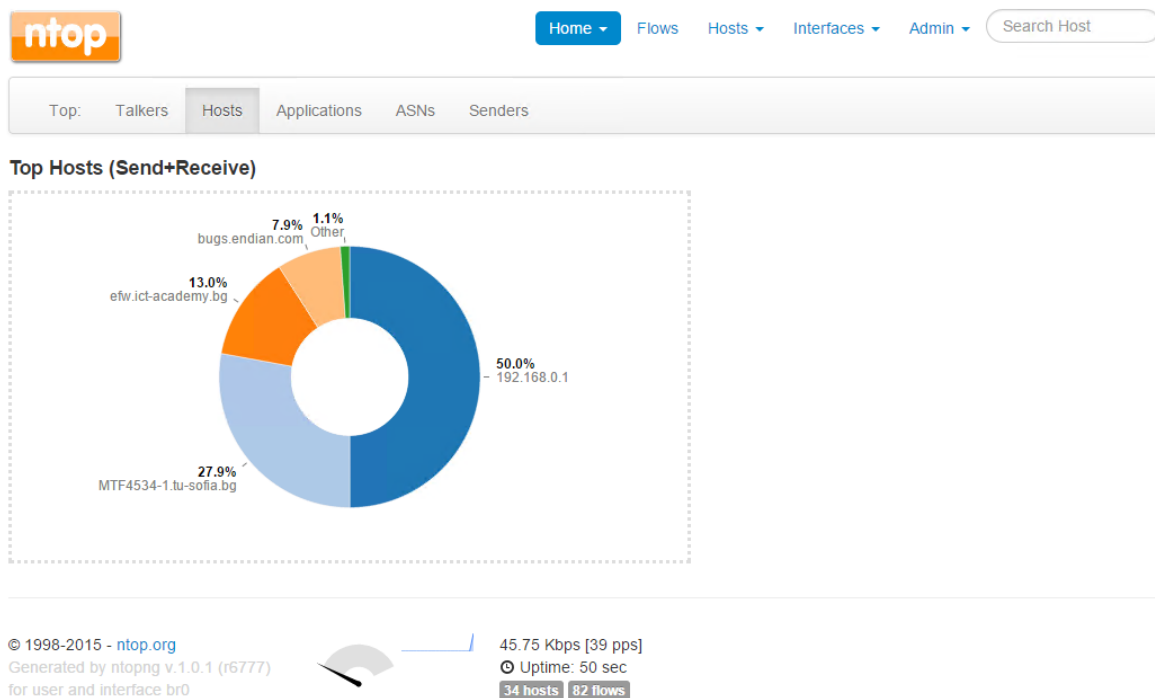 ntop
Home Flows Hosts Interfaces Admin Search Host
Top: Talkers Hosts Applications ASNs Senders
Top Hosts (Send+Receive)
1.1%
Other
7.9%
bugs.endian.com
13.0%
efw.ict-academy.bg
50.0%
192.168.0.1
27.9%
MTF4534-1.tu-sofia.bg
© 1998-2015 - ntop.org
Generated by ntopng v.1.0.1 (r6777)
for user and interface br0
45.75 Kbps [39 pps]
Uptime: 50 sec
34 hosts 82 flows